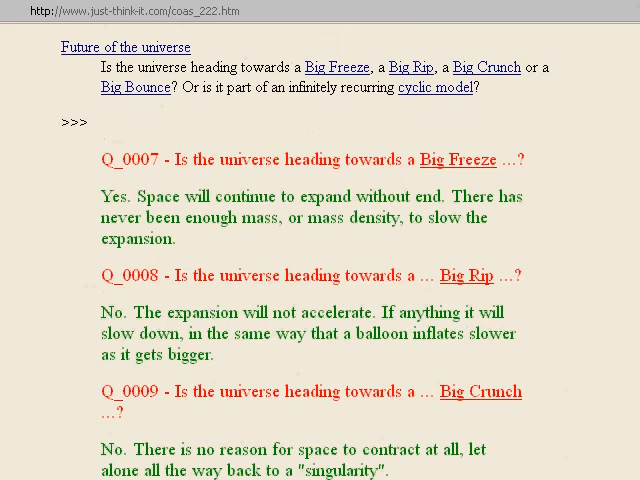 http://www.just-think-it.com/coas_222.htm
Future of the universe
Is the universe heading towards a Big Freeze, a Big Rip, a Big Crunch or a
Big Bounce? Or is it part of an infinitely recurring cyclic model?
>>>
Q_0007 - Is the universe heading towards a Big Freeze ...?
Yes. Space will continue to expand without end. There has
never been enough mass, or mass density, to slow the
expansion.
Q_0008 - Is the universe heading towards a ... Big Rip ...?
No. The expansion will not accelerate. If anything it will
slow down, in the same way that a balloon inflates slower
as it gets bigger.
Q_0009 - Is the universe heading towards a ... Big Crunch
...?
No. There is no reason for space to contract at all, let
alone all the way back to a "singularity".